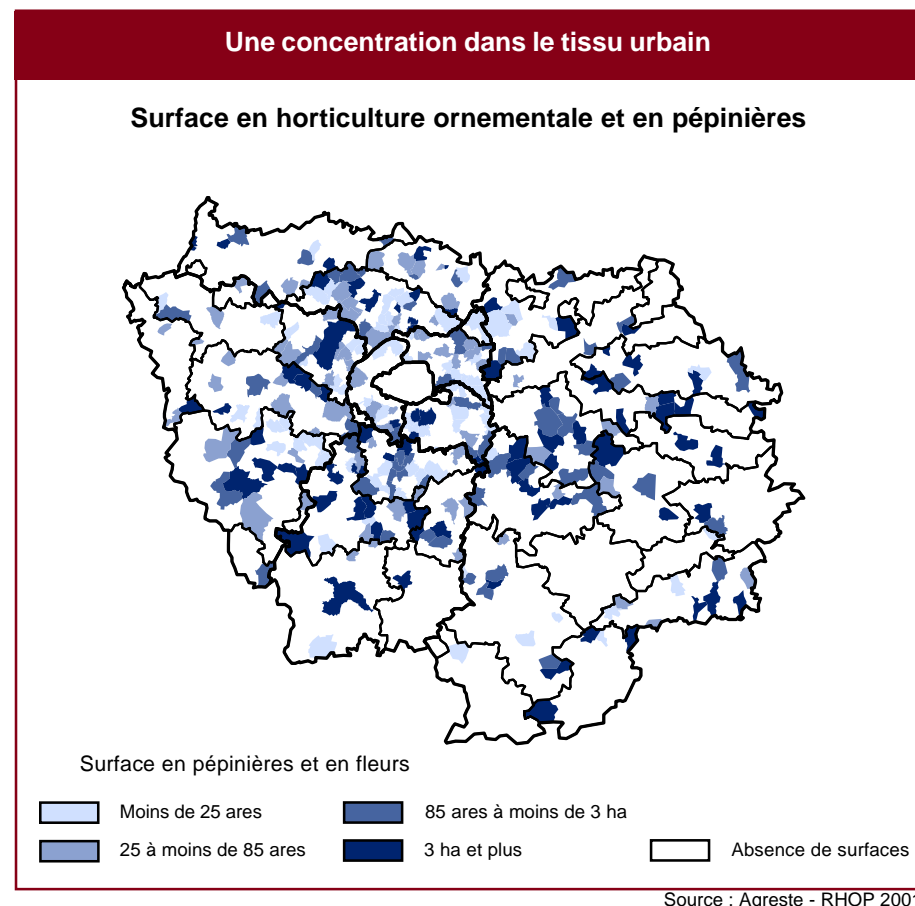 Une concentration dans le tissu urbain
Surface en horticulture ornementale et en pépinières
Surface en pépinières et en fleurs
Moins de 25 ares
85 ares à moins de 3 ha
25 à moins de 85 ares
3 ha et plus
Absence de surfaces
Source : Agreste - RHOP 2001